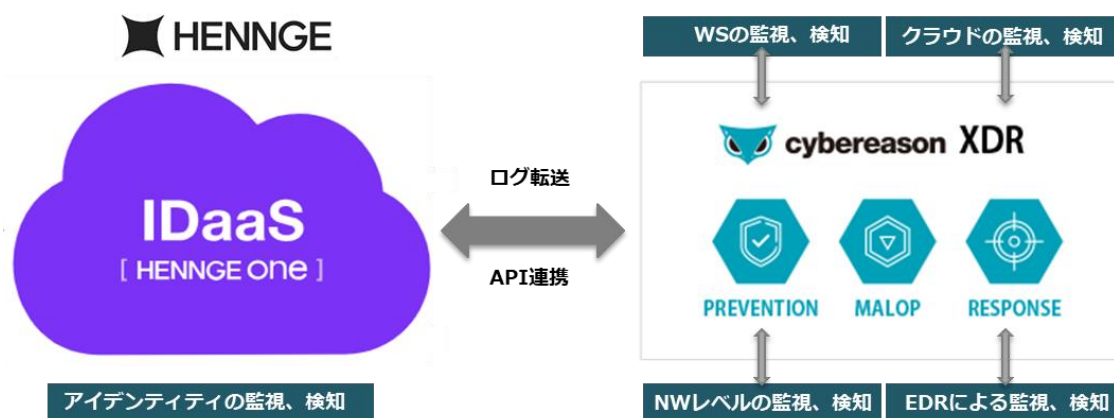 HENNGE
IDaaS
[ HENNGE one ]
アイデンティティの監視、検知
ログ転送
API連携
WSの監視、検知
クラウドの監視、検知
cybereason XDR
PREVENTION
MALOP
RESPONSE
NWレベルの監視、検知
EDRによる監視、検知